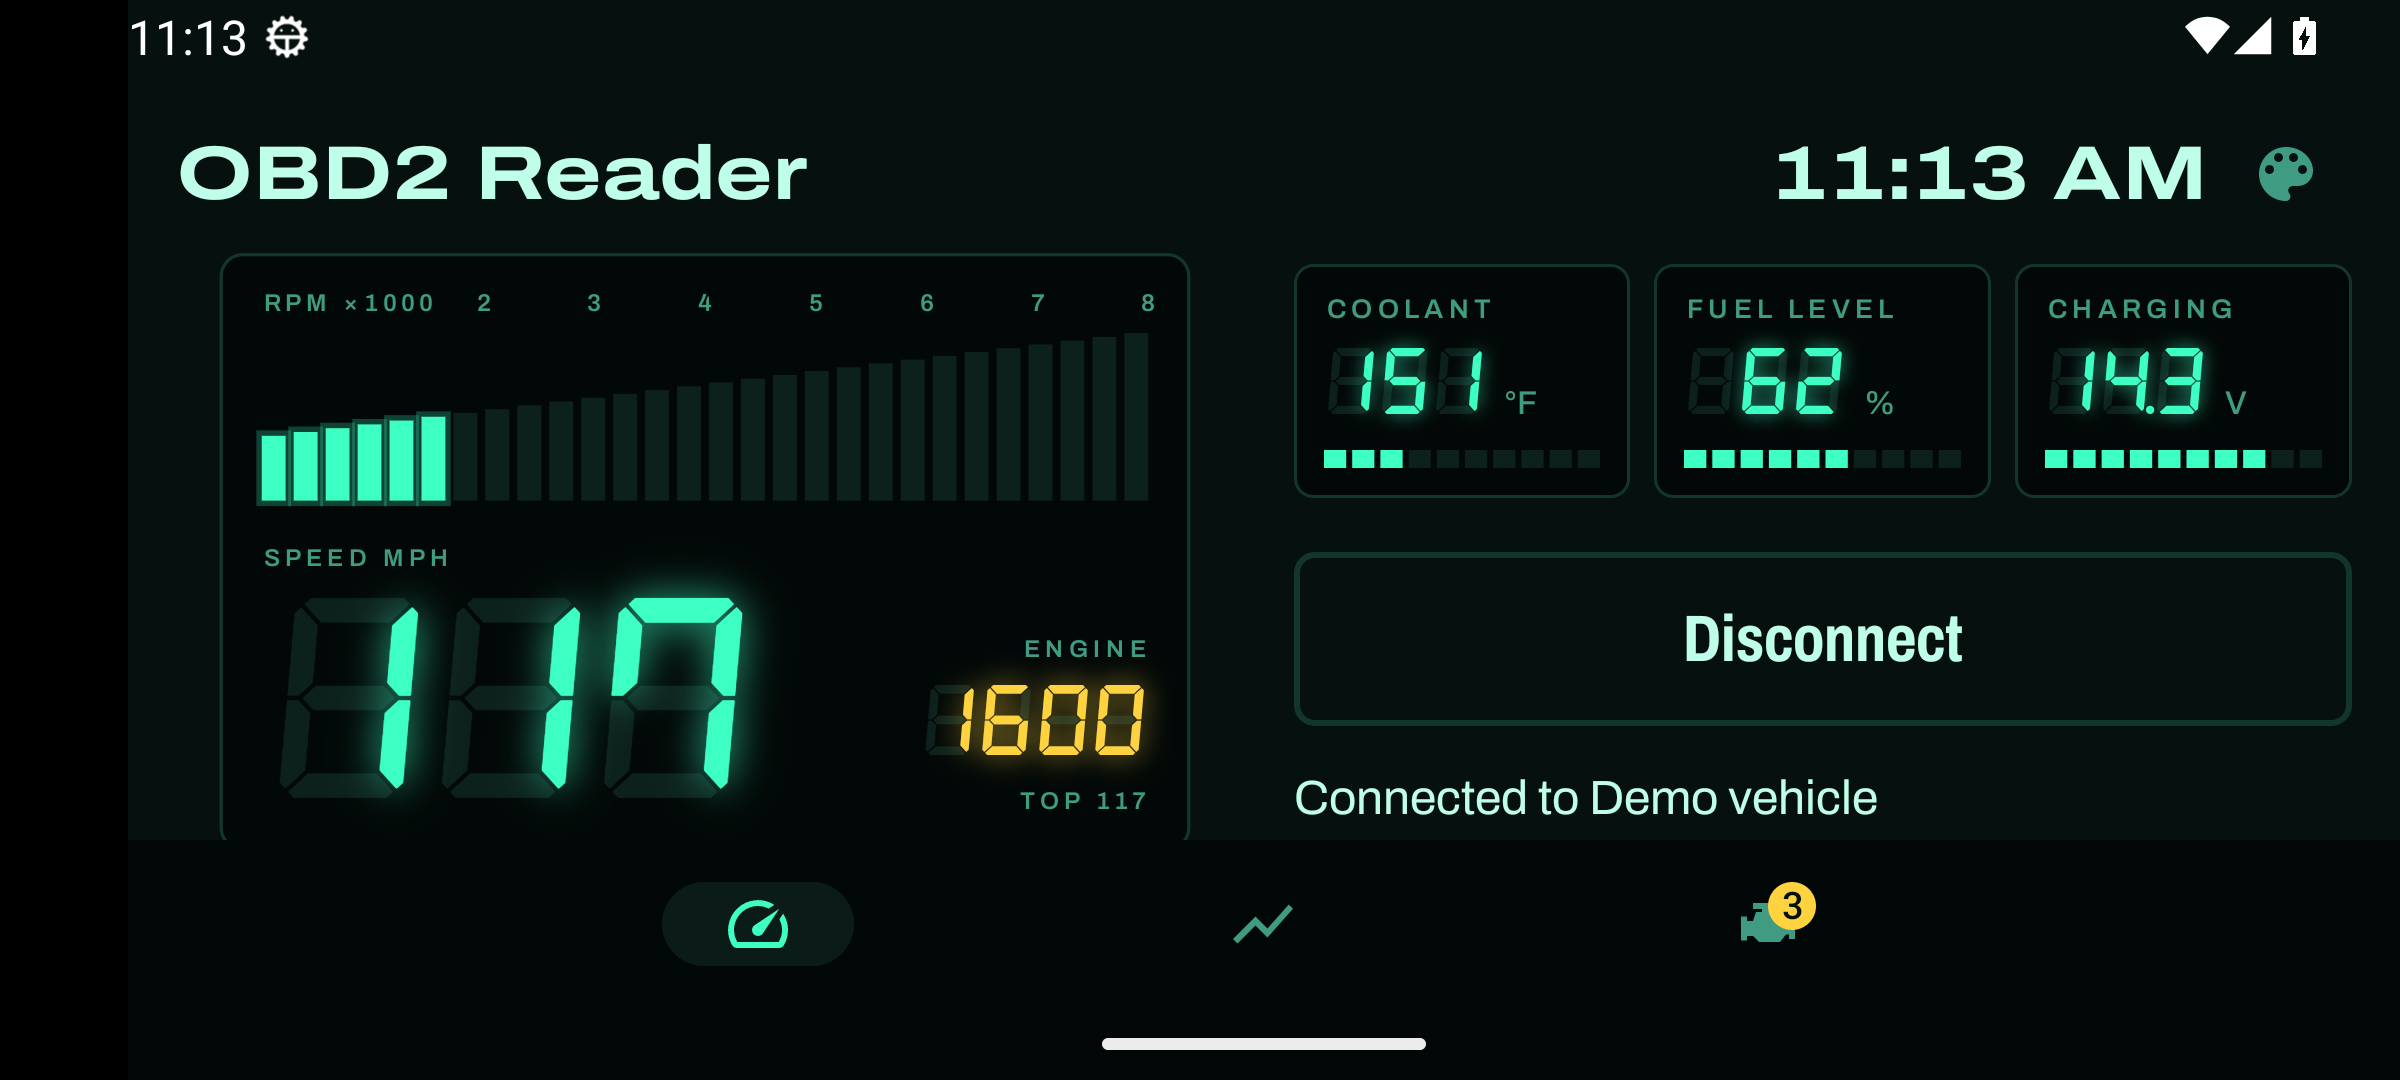 11:13
OBD2 Reader
11:13 AM
RPM ×1000 2 3 4 5 6 7 8
SPEED MPH
117
ENGINE
1600
TOP 117
COOLANT
151 °F
FUEL LEVEL
62 %
CHARGING
14.3 V
Disconnect
Connected to Demo vehicle
3